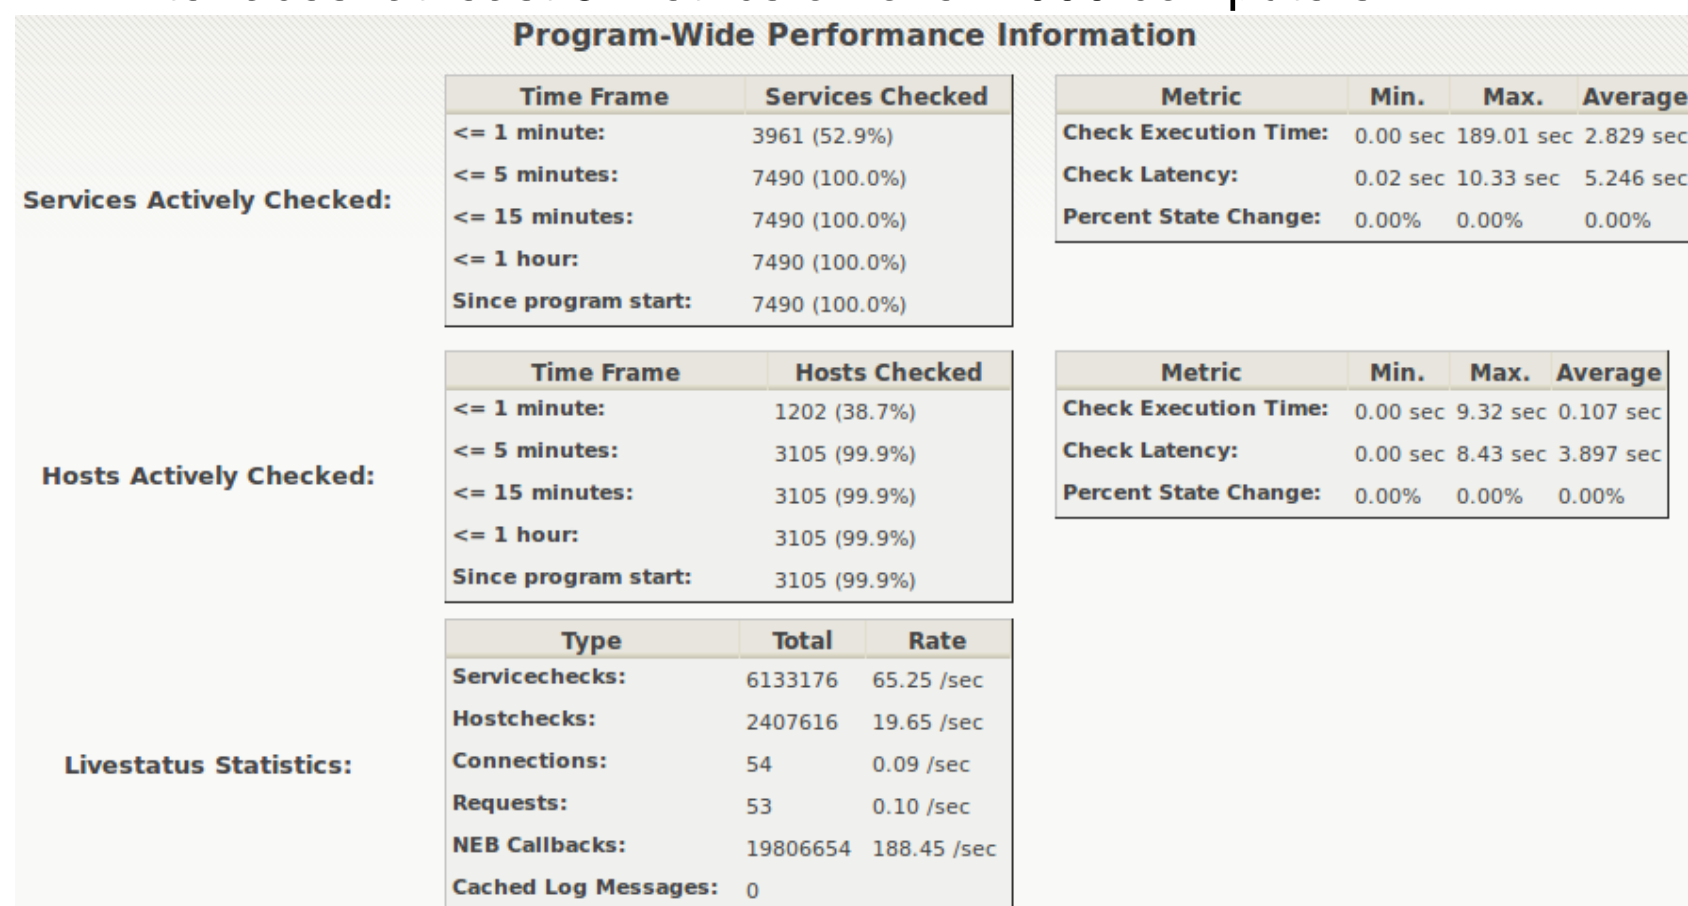 Program-Wide Performance Information
Time Frame Services Checked Metric Min. Max. Average
<= 1 minute: 3961 (52.9%) Check Execution Time: 0.00 sec 189.01 sec 2.829 sec
<= 5 minutes: 7490 (100.0%) Check Latency: 0.02 sec 10.33 sec 5.246 sec
Services Actively Checked:
<= 15 minutes: 7490 (100.0%) Percent State Change: 0.00% 0.00% 0.00%
<= 1 hour: 7490 (100.0%)
Since program start: 7490 (100.0%)
Time Frame Hosts Checked Metric Min. Max. Average
<= 1 minute: 1202 (38.7%) Check Execution Time: 0.00 sec 9.32 sec 0.107 sec
<= 5 minutes: 3105 (99.9%) Check Latency: 0.00 sec 8.43 sec 3.897 sec
Hosts Actively Checked:
<= 15 minutes: 3105 (99.9%) Percent State Change: 0.00% 0.00% 0.00%
<= 1 hour: 3105 (99.9%)
Since program start: 3105 (99.9%)
Type Total Rate
Servicechecks: 6133176 65.25 /sec
Hostchecks: 2407616 19.65 /sec
Livestatus Statistics:
Connections: 54 0.09 /sec
Requests: 53 0.10 /sec
NEB Callbacks: 19806654 188.45 /sec
Cached Log Messages: 0